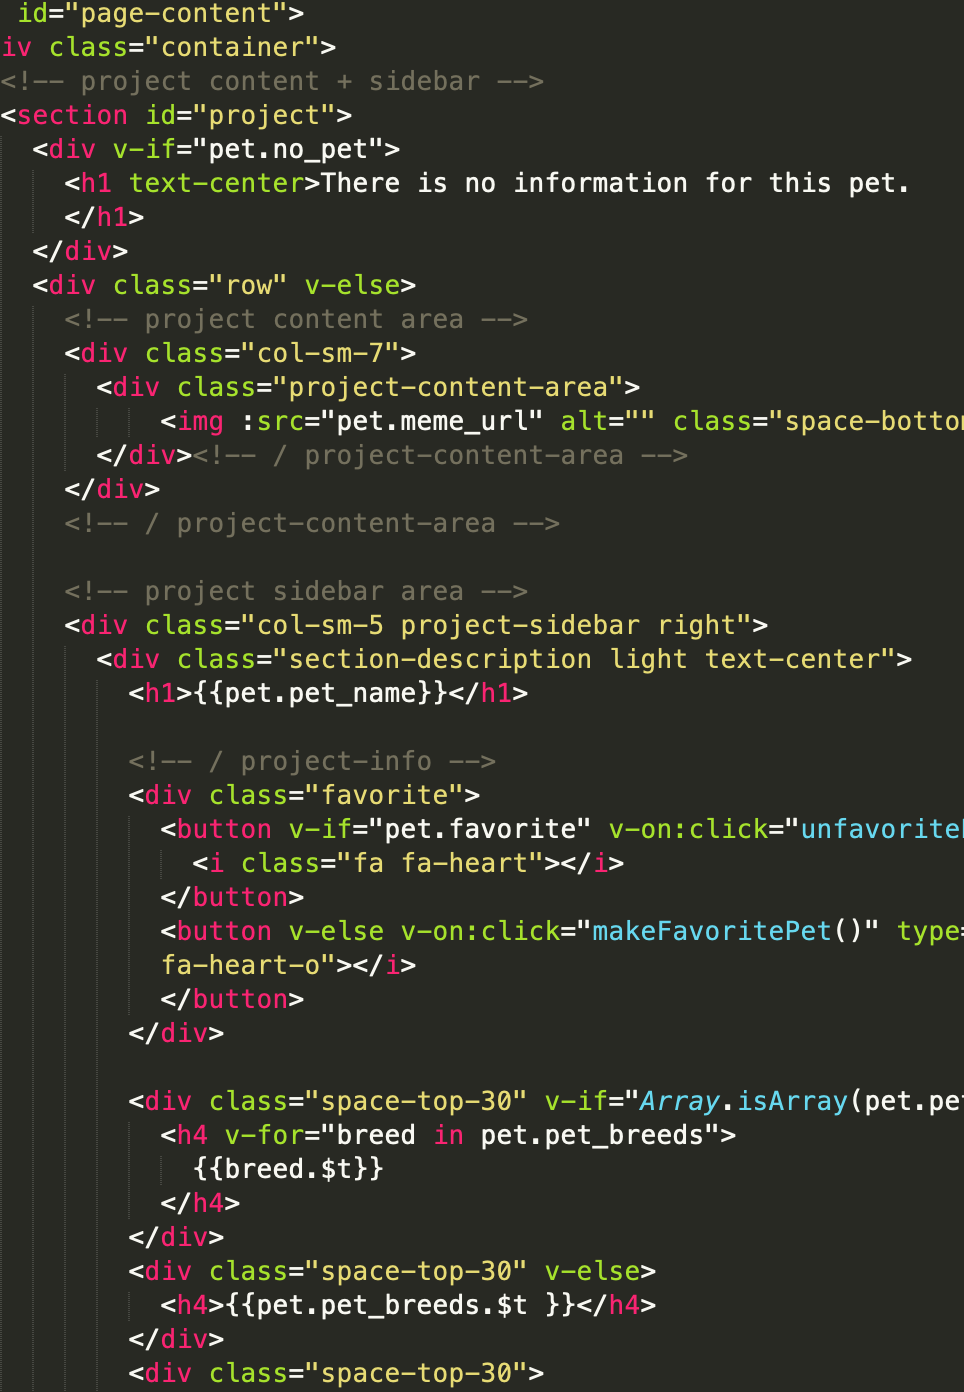 id="page-content">
iv class="container">
<!-- project content + sidebar -->
<section id="project">
<div v-if="pet.no_pet">
<h1 text-center>There is no information for this pet.
</h1>
</div>
<div class="row" v-else>
<!-- project content area -->
<div class="col-sm-7">
<div class="project-content-area">
<img :src="pet.meme_url" alt="" class="space-botto
</div><!-- / project-content-area -->
</div>
<!-- / project-content-area -->
<!-- project sidebar area -->
<div class="col-sm-5 project-sidebar right">
<div class="section-description light text-center">
<h1>{{pet.pet_name}}</h1>
<!-- / project-info -->
<div class="favorite">
<button v-if="pet.favorite" v-on:click="unfavorite
<i class="fa fa-heart"></i>
</button>
<button v-else v-on:click="makeFavoritePet()" type=
fa-heart-o"></i>
</button>
</div>
<div class="space-top-30" v-if="Array.isArray(pet.pe
<h4 v-for="breed in pet.pet_breeds">
{{breed.$t}}
</h4>
</div>
<div class="space-top-30" v-else>
<h4>{{pet.pet_breeds.$t }}</h4>
</div>
<div class="space-top-30">